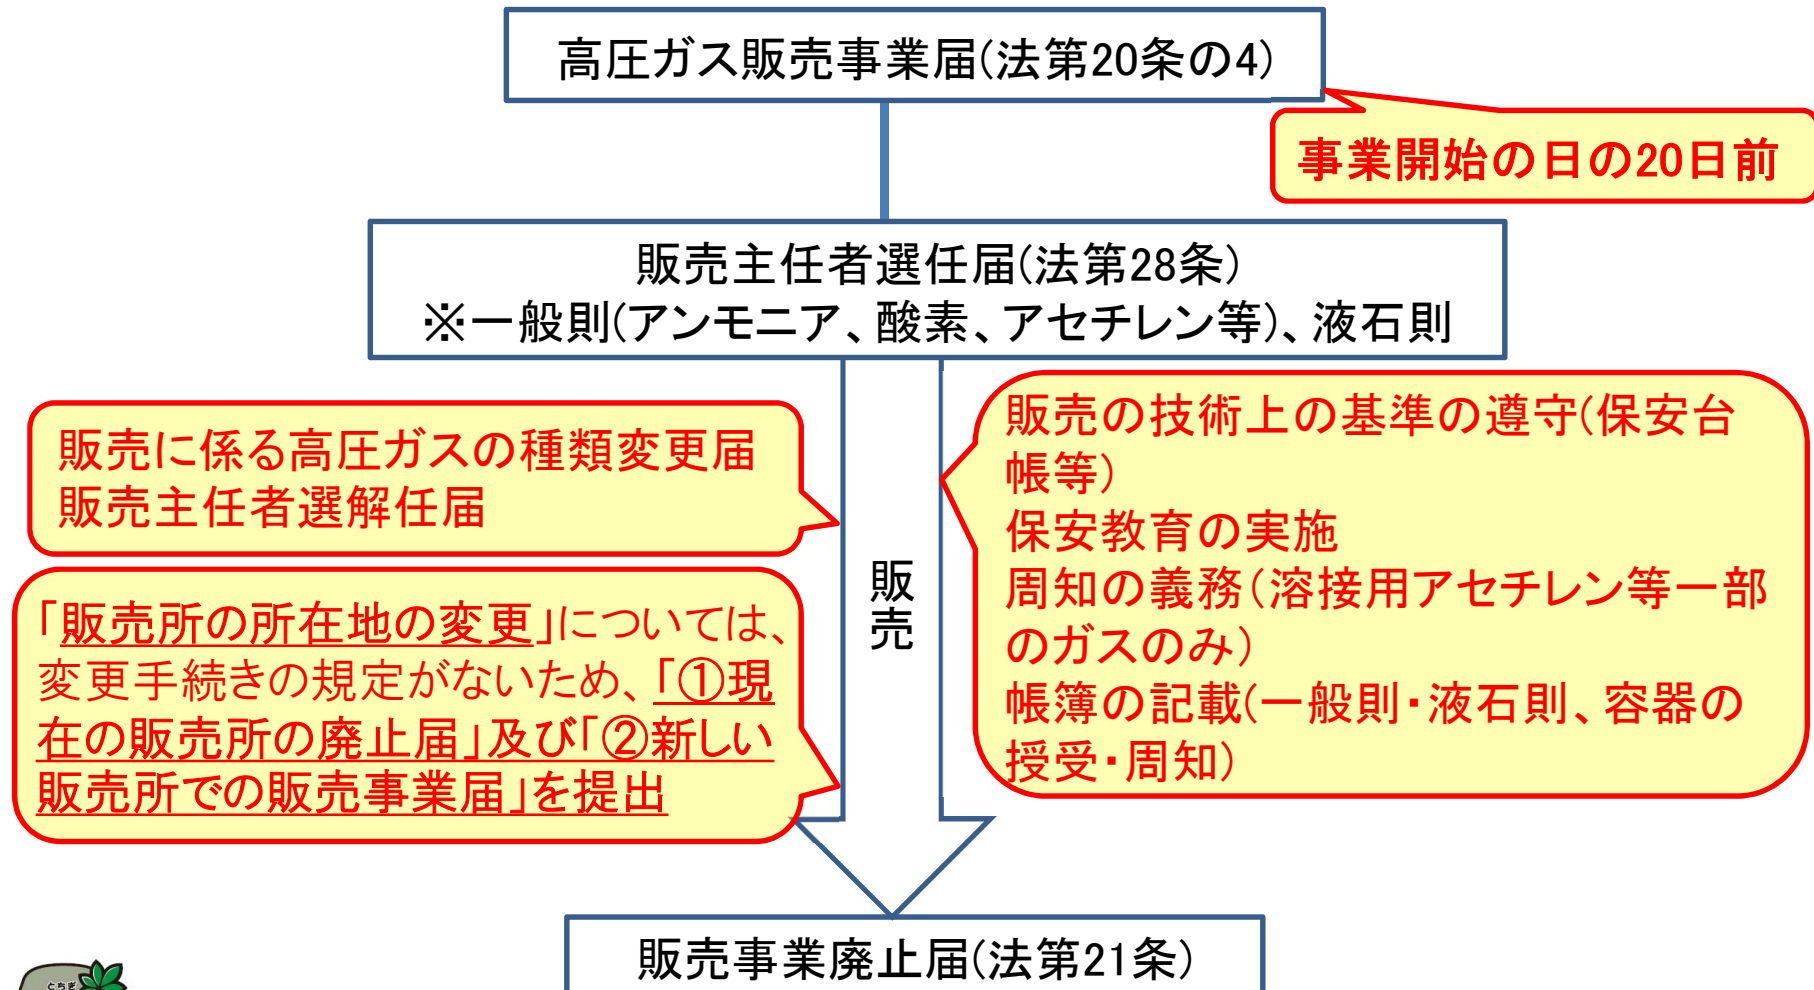 高圧ガス販売事業届(法第20条の4)
事業開始の日の20日前
販売主任者選任届(法第28条)
※一般則(アンモニア、酸素、アセチレン等)、液石則
販売に係る高圧ガスの種類変更届
販売主任者選解任届
販売の技術上の基準の遵守(保安台
帳等)
保安教育の実施
周知の義務(溶接用アセチレン等一部
のガスのみ)
帳簿の記載(一般則・液石則、容器の
授受・周知)
販売
「販売所の所在地の変更」については、
変更手続きの規定がないため、「①現
在の販売所の廃止届」及び「②新しい
販売所での販売事業届」を提出
販売事業廃止届(法第21条)
とちぎ